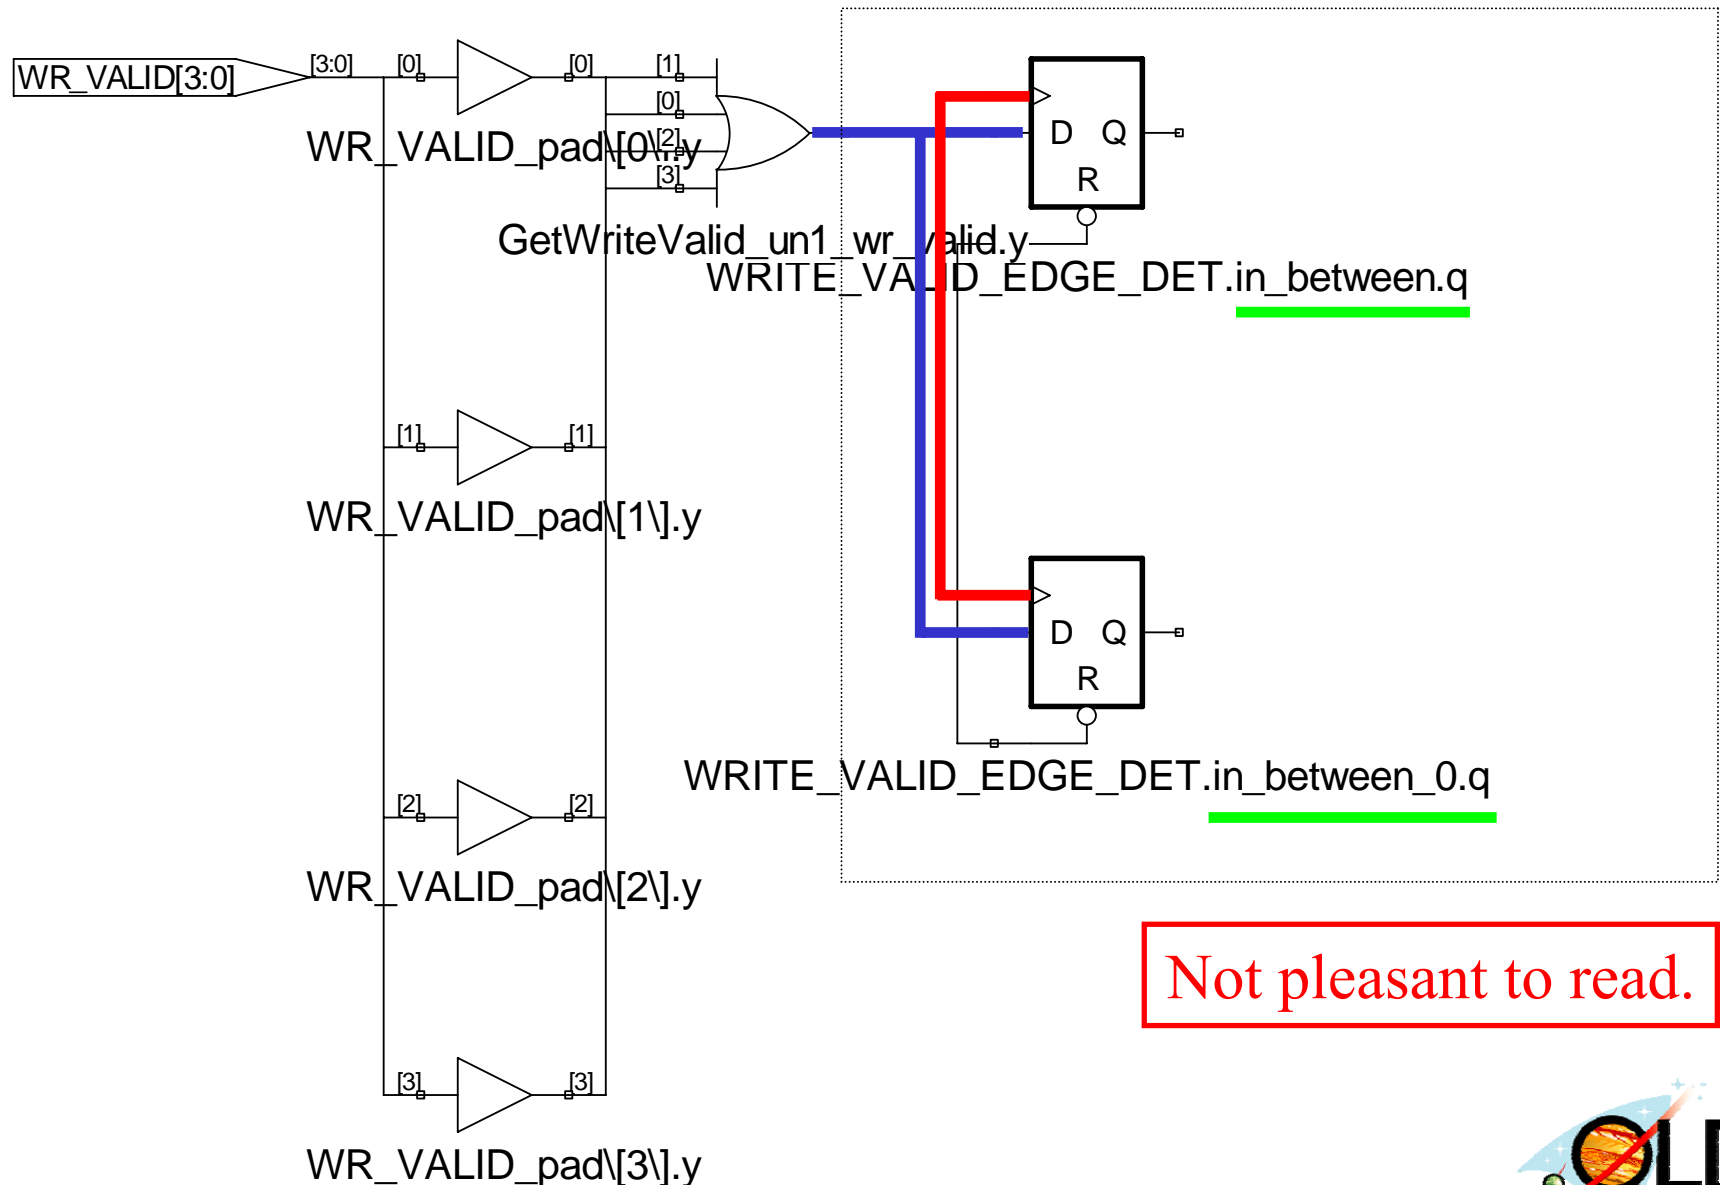 WR_VALID[3:0]
[3:0]
[0]
[0]
[1]
[0]
[2]
[3]
WR_VALID_pad\[0\].y
GetWriteValid_un1_wr_valid.y
D Q
R
WRITE_VALID_EDGE_DET.in_between.q
[1]
[1]
WR_VALID_pad\[1\].y
D Q
R
WRITE_VALID_EDGE_DET.in_between_0.q
[2]
[2]
WR_VALID_pad\[2\].y
Not pleasant to read.
[3]
[3]
WR_VALID_pad\[3\].y